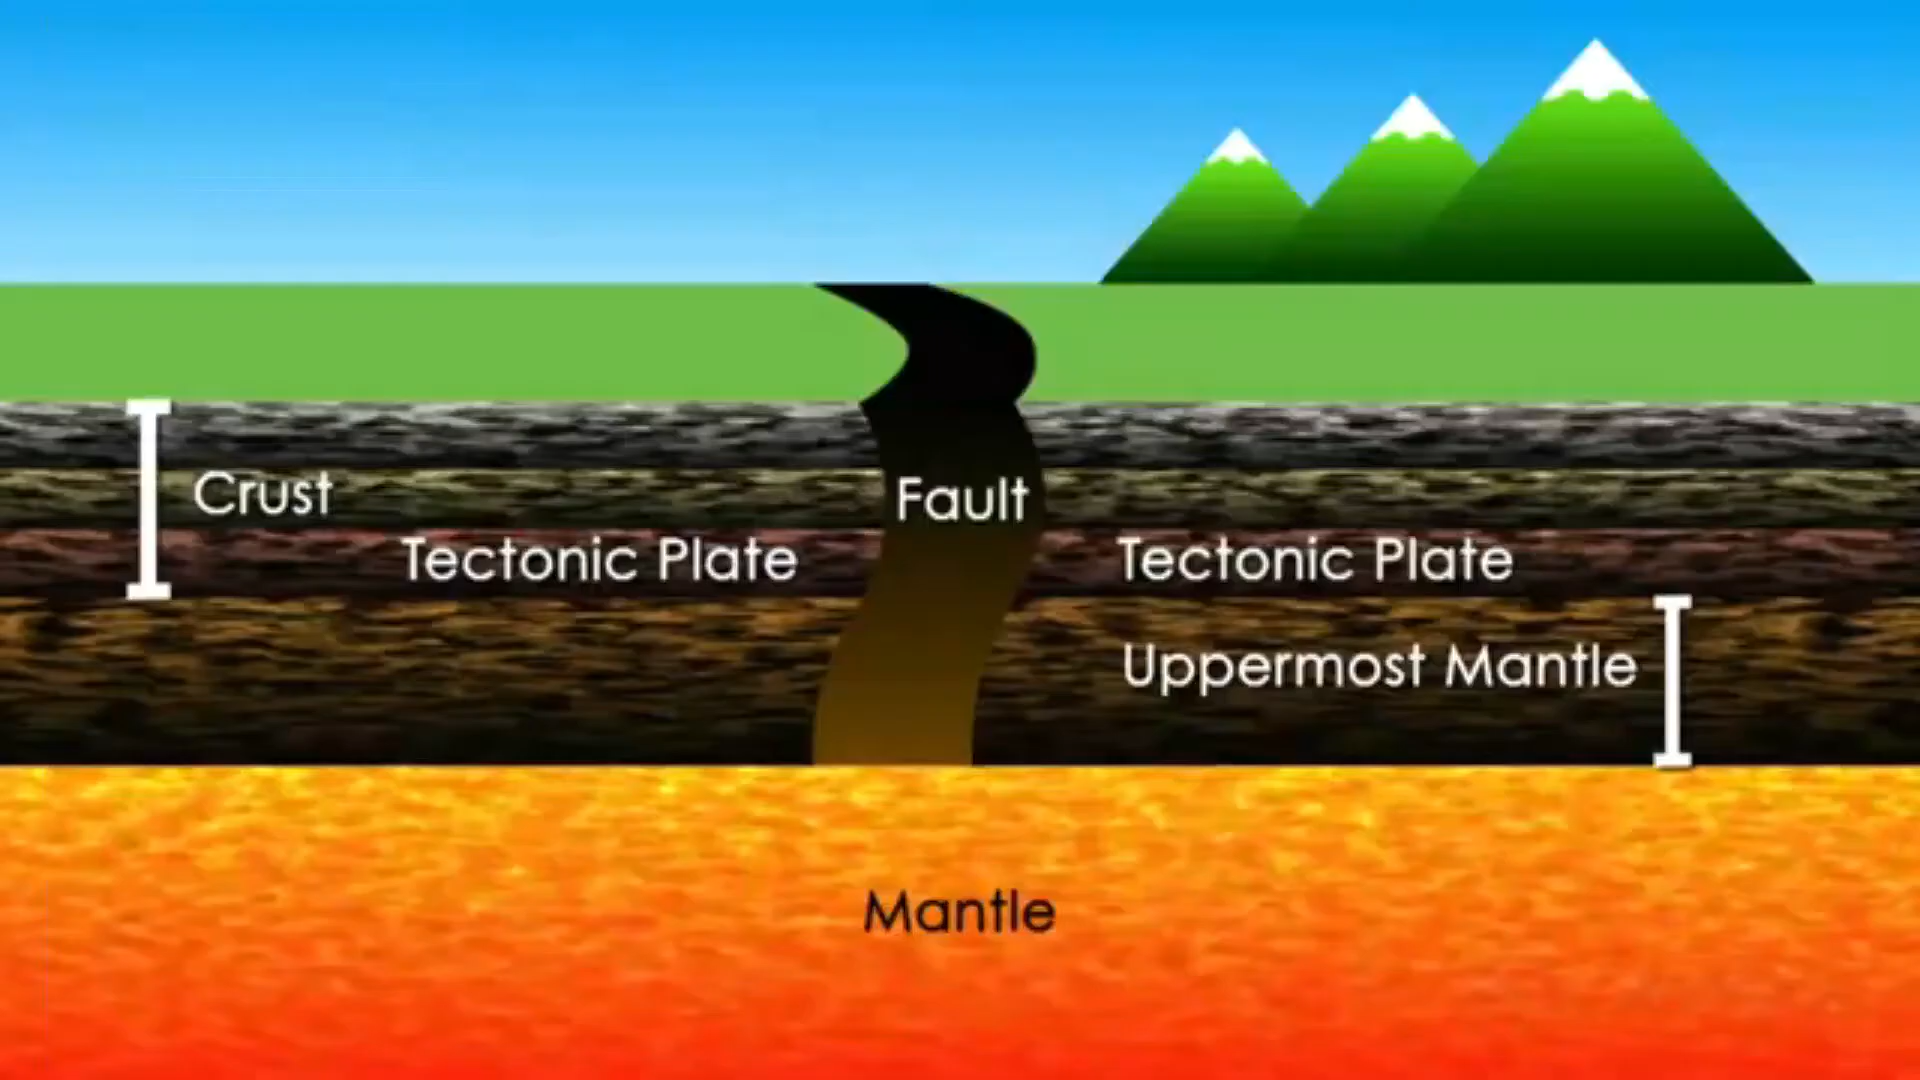 Crust
Fault
Tectonic Plate
Tectonic Plate
Uppermost Mantle
Mantle